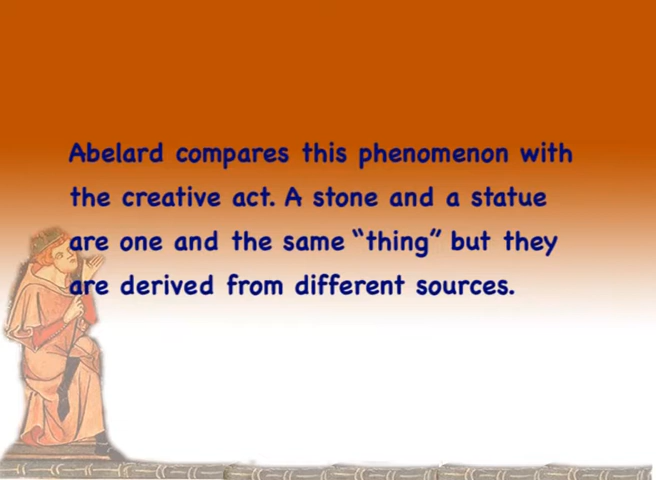 Abelard compares this phenomenon with
the creative act. A stone and a statue
are one and the same “thing” but they
are derived from different sources.